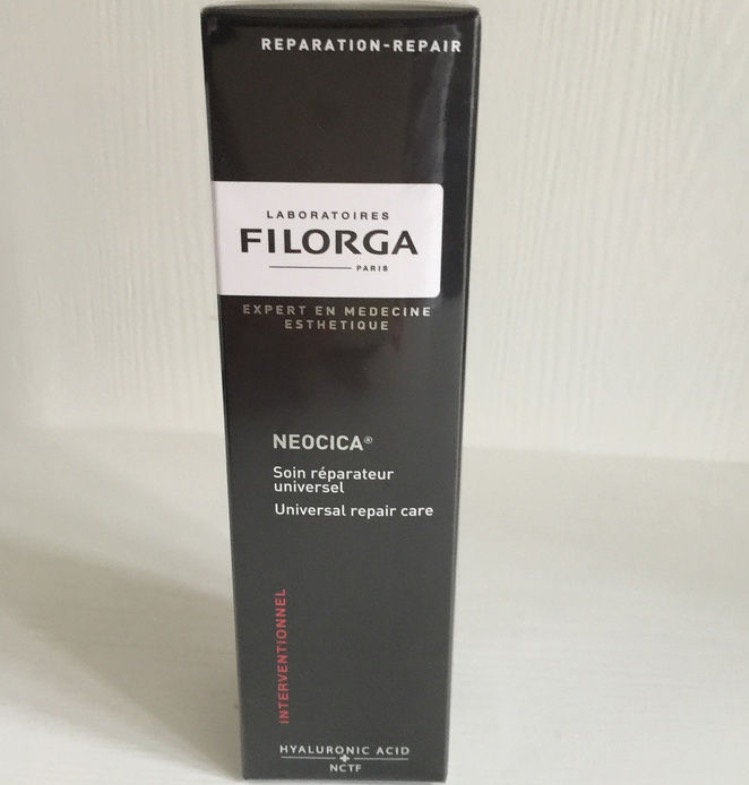 REPARATION-REPAIR
LABORATOIRES
FILORGA
PARIS
EXPERT EN MEDECINE
ESTHETIQUE
NEOCICA®
Soin réparateur
universel
Universal repair care
INTERVENTIONNEL
HYALURONIC ACID
+
NCTF